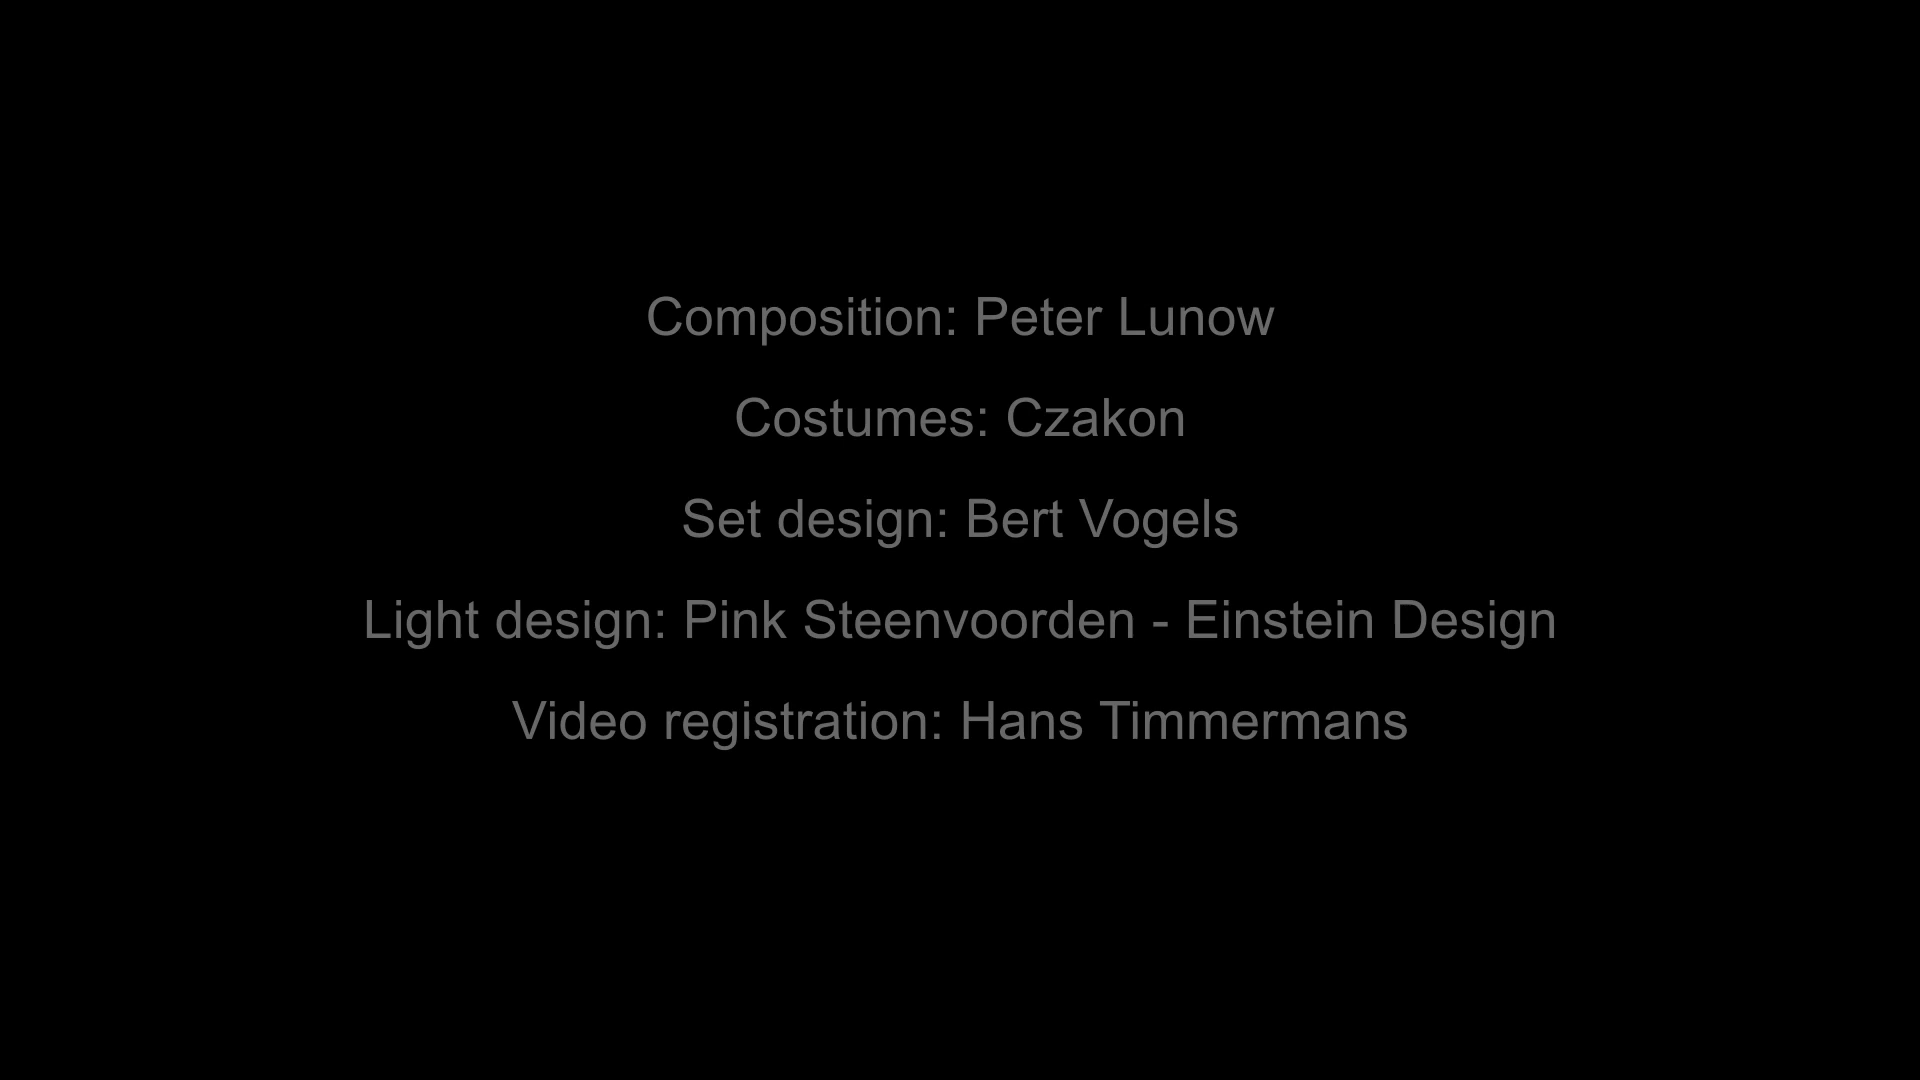 Composition: Peter Lunow
Costumes: Czakon
Set design: Bert Vogels
Light design: Pink Steenvoorden - Einstein Design
Video registration: Hans Timmermans